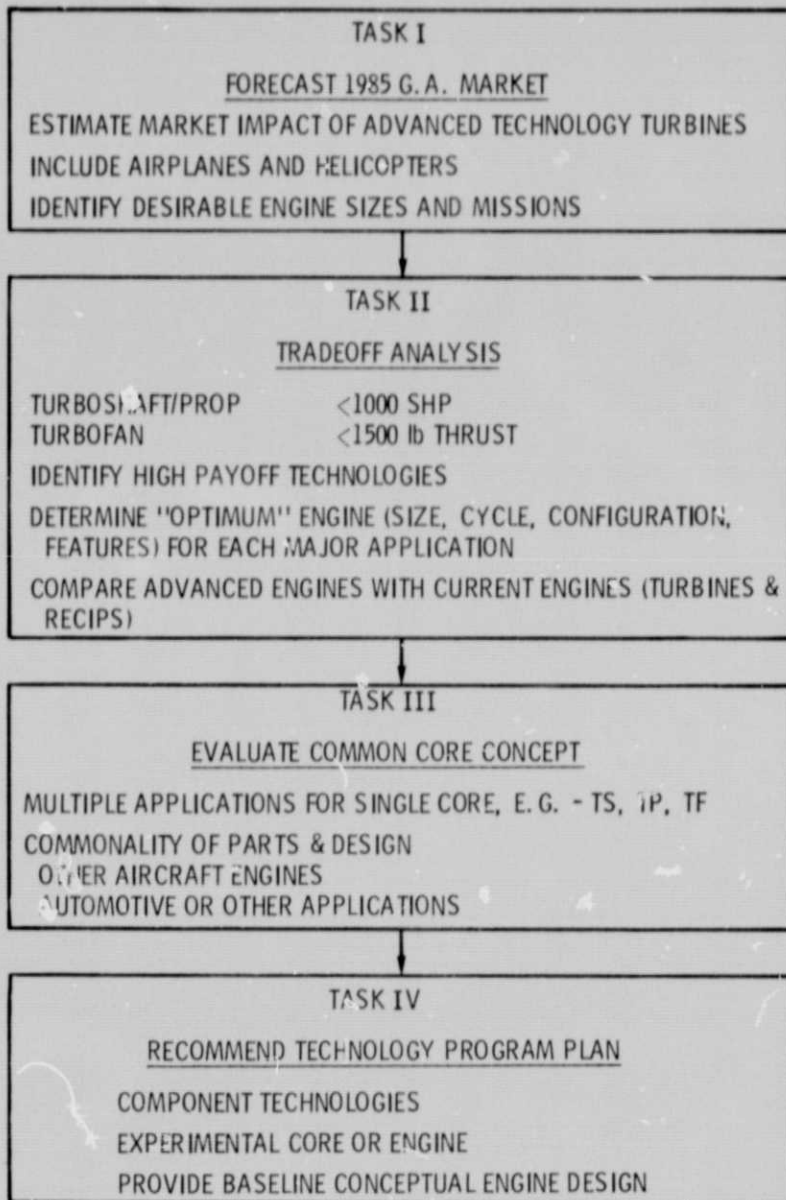 TASK I
FORECAST 1985 G. A. MARKET
ESTIMATE MARKET IMPACT OF ADVANCED TECHNOLOGY TURBINES
INCLUDE AIRPLANES AND HELICOPTERS
IDENTIFY DESIRABLE ENGINE SIZES AND MISSIONS
TASK II
TRADEOFF ANALYSIS
TURBOSHAFT/PROP <1000 SHP
TURBOFAN <1500 lb THRUST
IDENTIFY HIGH PAYOFF TECHNOLOGIES
DETERMINE "OPTIMUM" ENGINE (SIZE, CYCLE, CONFIGURATION,
FEATURES) FOR EACH MAJOR APPLICATION
COMPARE ADVANCED ENGINES WITH CURRENT ENGINES (TURBINES &
RECIPS)
TASK III
EVALUATE COMMON CORE CONCEPT
MULTIPLE APPLICATIONS FOR SINGLE CORE, E. G. - TS, TP, TF
COMMONALITY OF PARTS & DESIGN
OTHER AIRCRAFT ENGINES
AUTOMOTIVE OR OTHER APPLICATIONS
TASK IV
RECOMMEND TECHNOLOGY PROGRAM PLAN
COMPONENT TECHNOLOGIES
EXPERIMENTAL CORE OR ENGINE
PROVIDE BASELINE CONCEPTUAL ENGINE DESIGN